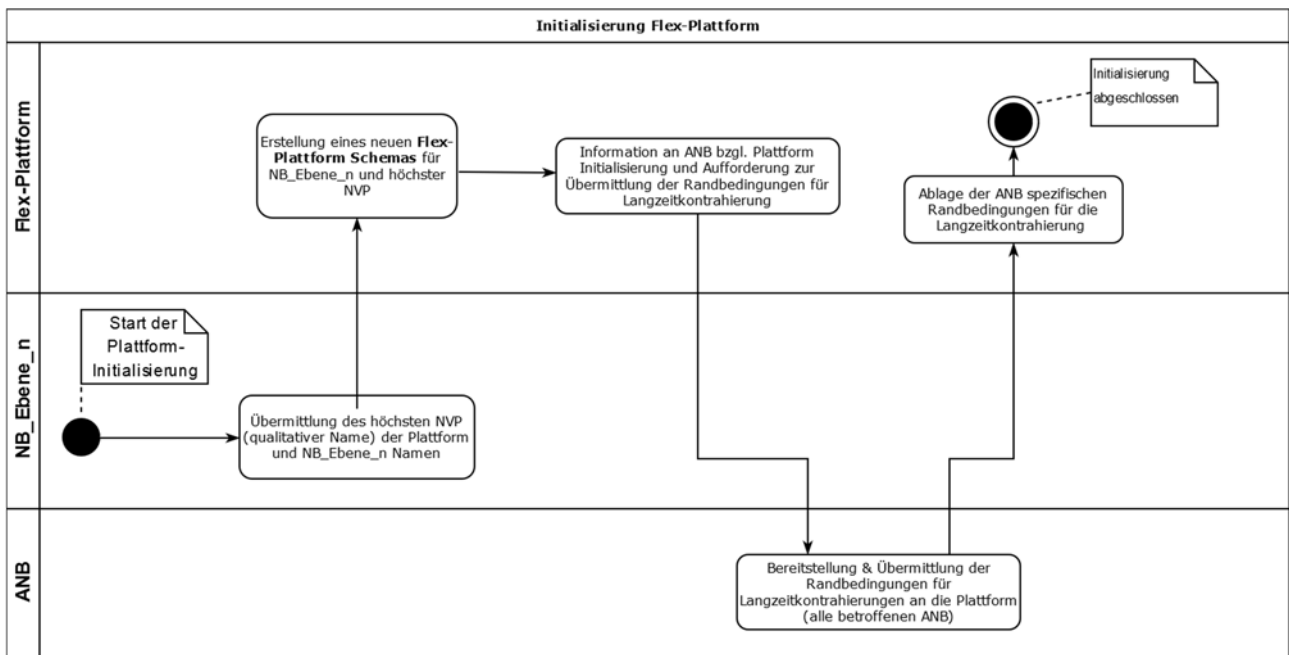 Initialisierung Flex-Plattform
Flex-Plattform
Erstellung eines neuen Flex-
Plattform Schemas für
NB_Ebene_n und höchster
NVP
Information an ANB bzgl. Plattform
Initialisierung und Aufforderung zur
Übermittlung der Randbedingungen für
Langzeitkontrahierung
Initialisierung
abgeschlossen
Ablage der ANB spezifischen
Randbedingungen für die
Langzeitkontrahierung
NB_Ebene_n
Start der
Plattform-
Initialisierung
Übermittlung des höchsten NVP
(qualitativer Name) der Plattform
und NB_Ebene_n Namen
ANB
Bereitstellung & Übermittlung der
Randbedingungen für
Langzeitkontrahierungen an die Plattform
(alle betroffenen ANB)